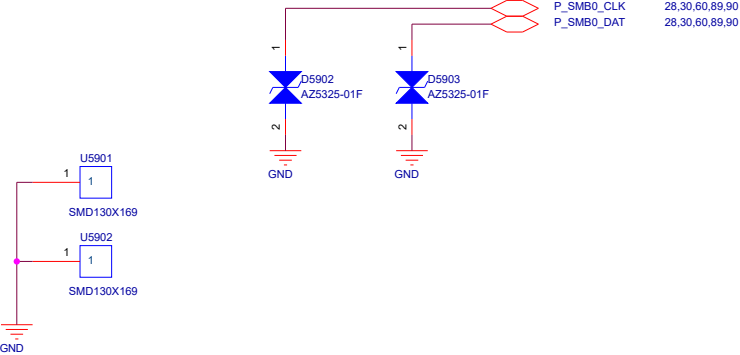 P_SMB0_CLK 28,30,60,89,90
P_SMB0_DAT 28,30,60,89,90
1 1
D5902 D5903
AZ5325-01F AZ5325-01F
2 2
GND GND
U5901
1 1
SMD130X169
U5902
1 1
SMD130X169
GND